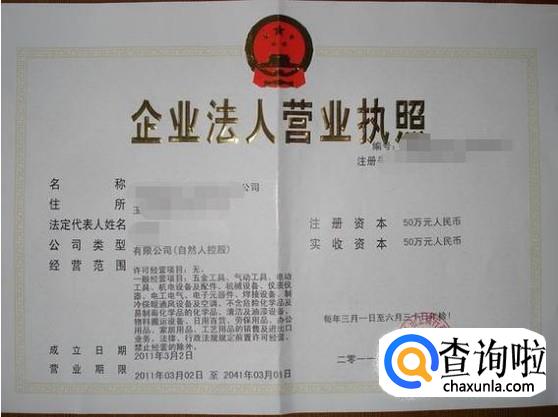 企业法人营业执照
编号
注册
名称 公司
住所
法定代表人姓名
注册资本 50万元人民币
公司类型 有限公司(自然人控股)
实收资本 50万元人民币
经营范围 许可经营项目:无。
一般经营项目:五金工具、气动工具、电动
工具、机电设备及配件、机械设备、仪表仪
器、电工电气、电子元器件、焊接设备、制
冷保暖通风设备及空调、不含危险化学品及
易制毒化学品的化学品、清洁及油漆设备、
物料搬运设备、日用百货、劳保用品、办公
用品、家居用品、工艺用品的销售及进出口
业务。法律、行政法规规定前置许可经营、
禁止经营的除外。
每年三月一日至六月三十日年检!
成立日期 2011年3月2日
二〇一一
营业期限 2011年03月02日 至 2041年03月01日
查询啦
chaxunla.com